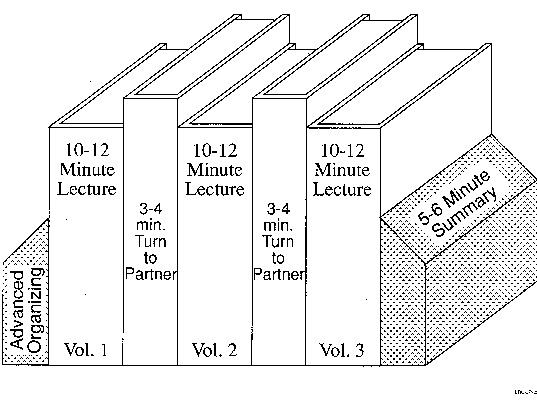 Advanced
Organizing
10-12
Minute
Lecture
Vol. 1
3-4
min.
Turn
to
Partner
10-12
Minute
Lecture
Vol. 2
3-4
min.
Turn
to
Partner
10-12
Minute
Lecture
Vol. 3
5-6 Minute
Summary